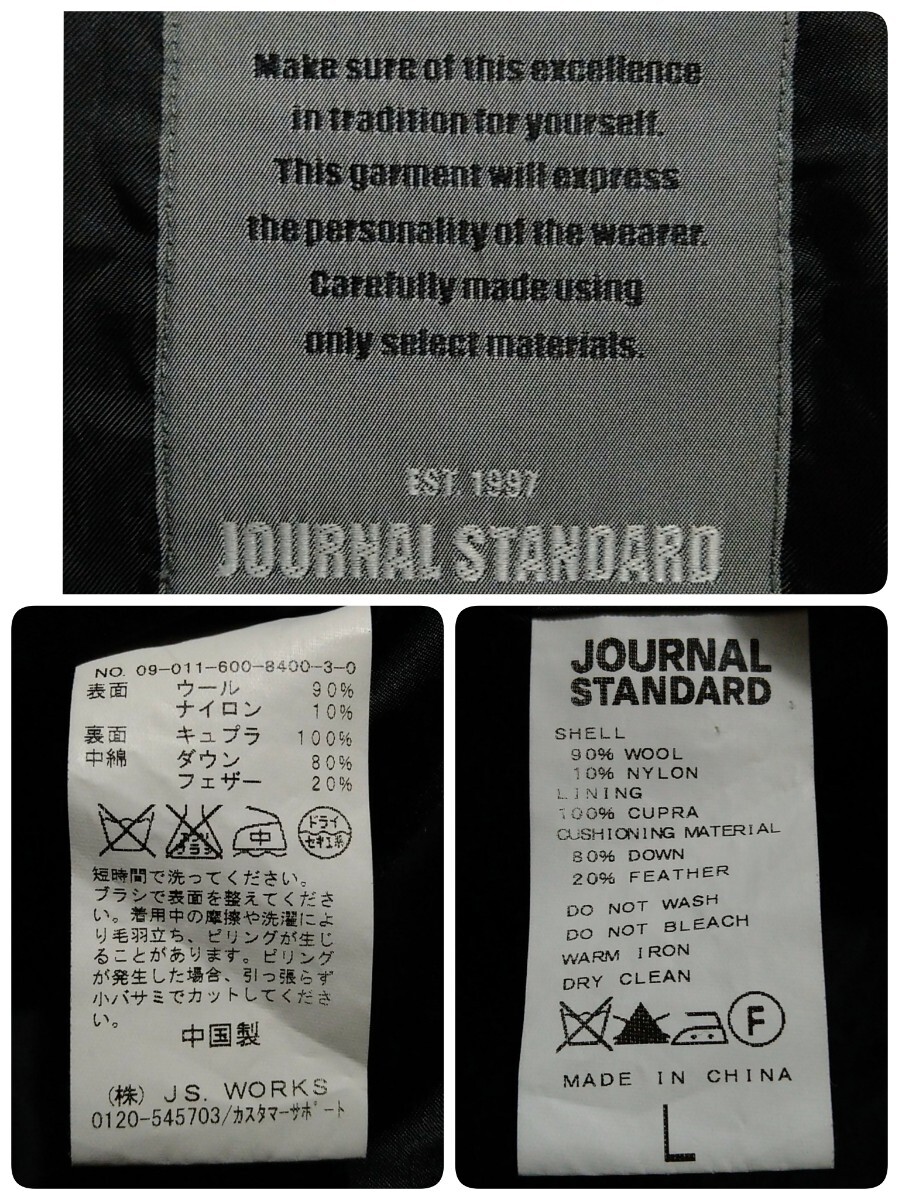 Make sure of this excellence
in tradition for yourself.
This garment will express
the personality of the wearer.
Carefully made using
only select materials.
EST. 1997
JOURNAL STANDARD
NO. 09-011-600-8400-3-0
表面 ウール 90%
ナイロン 10%
裏面 キュプラ 100%
中綿 ダウン 80%
フェザー 20%
エンソ サラシ 中 ドライ セキユ系
短時間で洗ってください。
ブラシで表面を整えてくださ
い。着用中の摩擦や洗濯によ
り毛羽立ち、ピリングが生じ
ることがあります。ピリング
が発生した場合、引っ張らず
小バサミでカットしてくださ
い。
中国製
(株) JS. WORKS
0120-545703/カスタマーサポート
JOURNAL
STANDARD
SHELL
90% WOOL
10% NYLON
LINING
100% CUPRA
CUSHIONING MATERIAL
80% DOWN
20% FEATHER
DO NOT WASH
DO NOT BLEACH
WARM IRON
DRY CLEAN
F
MADE IN CHINA
L